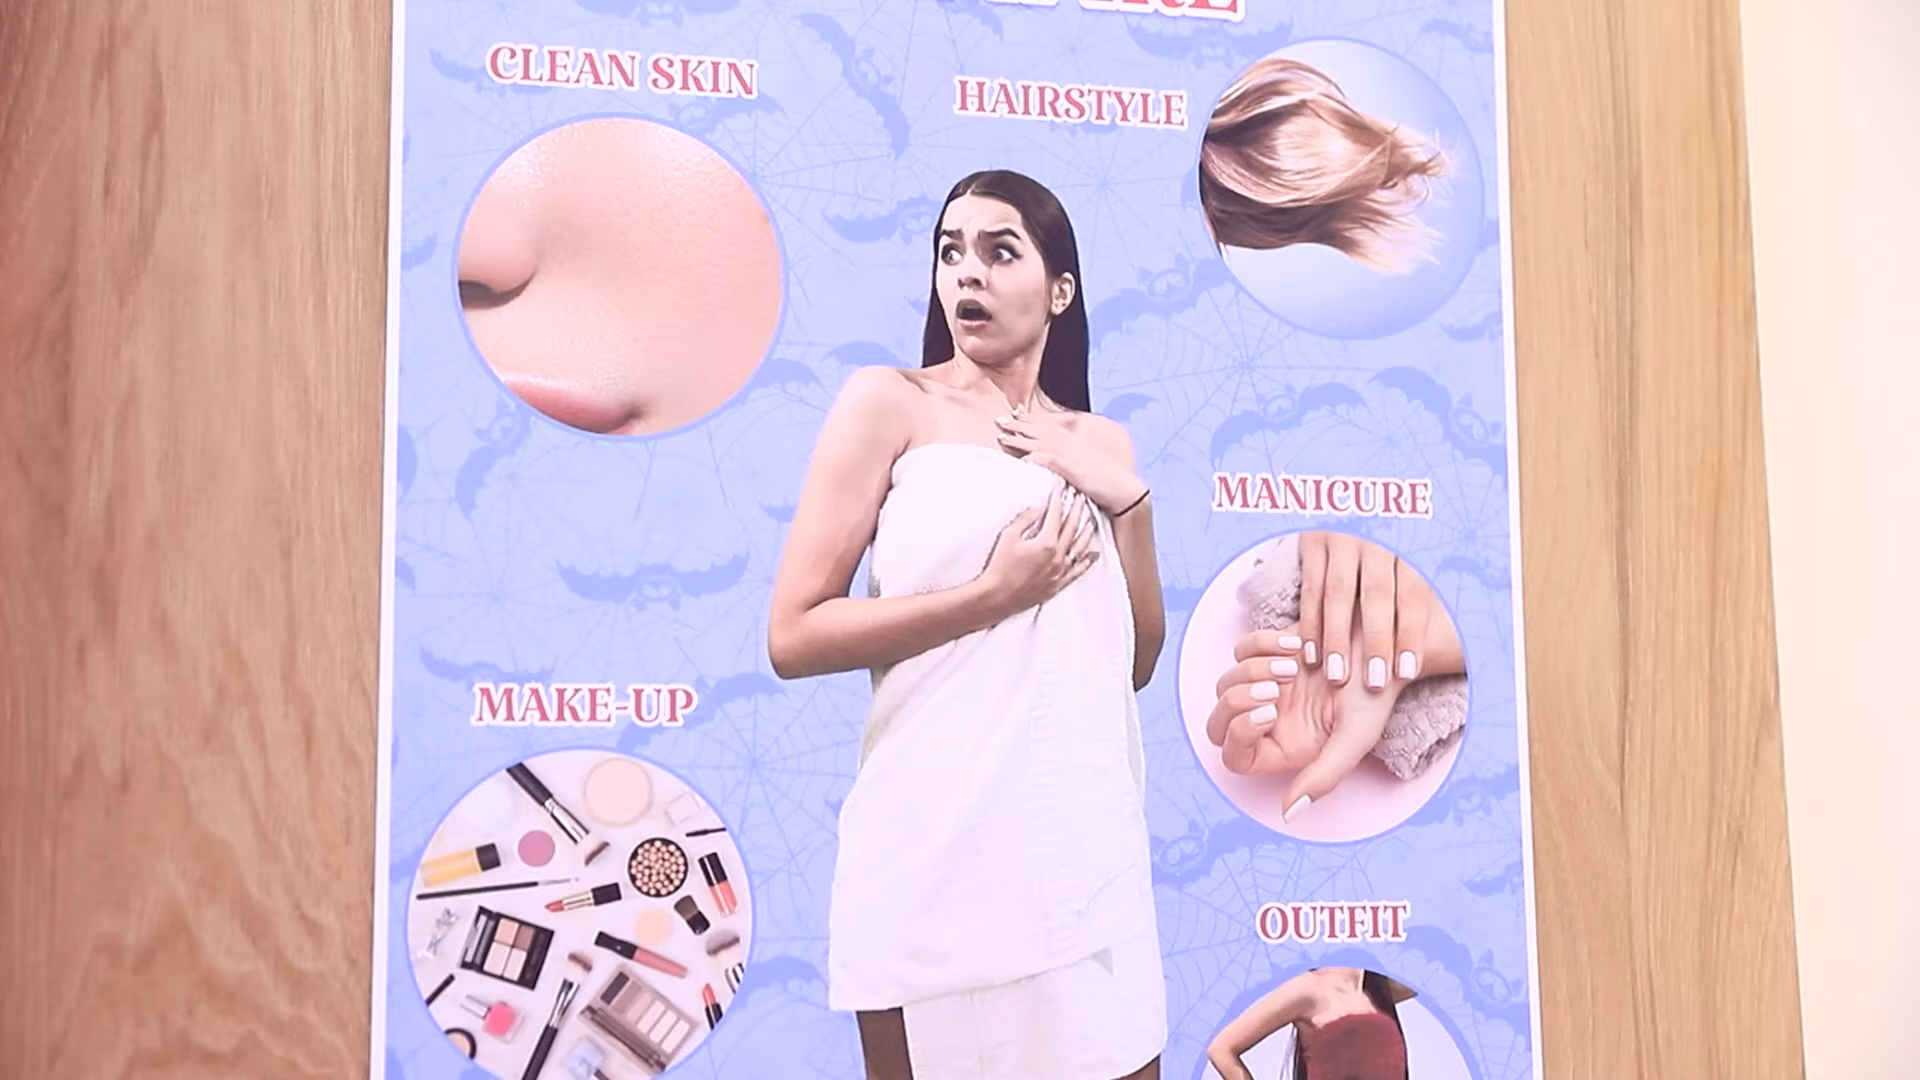 CLEAN SKIN
HAIRSTYLE
MANICURE
MAKE-UP
OUTFIT